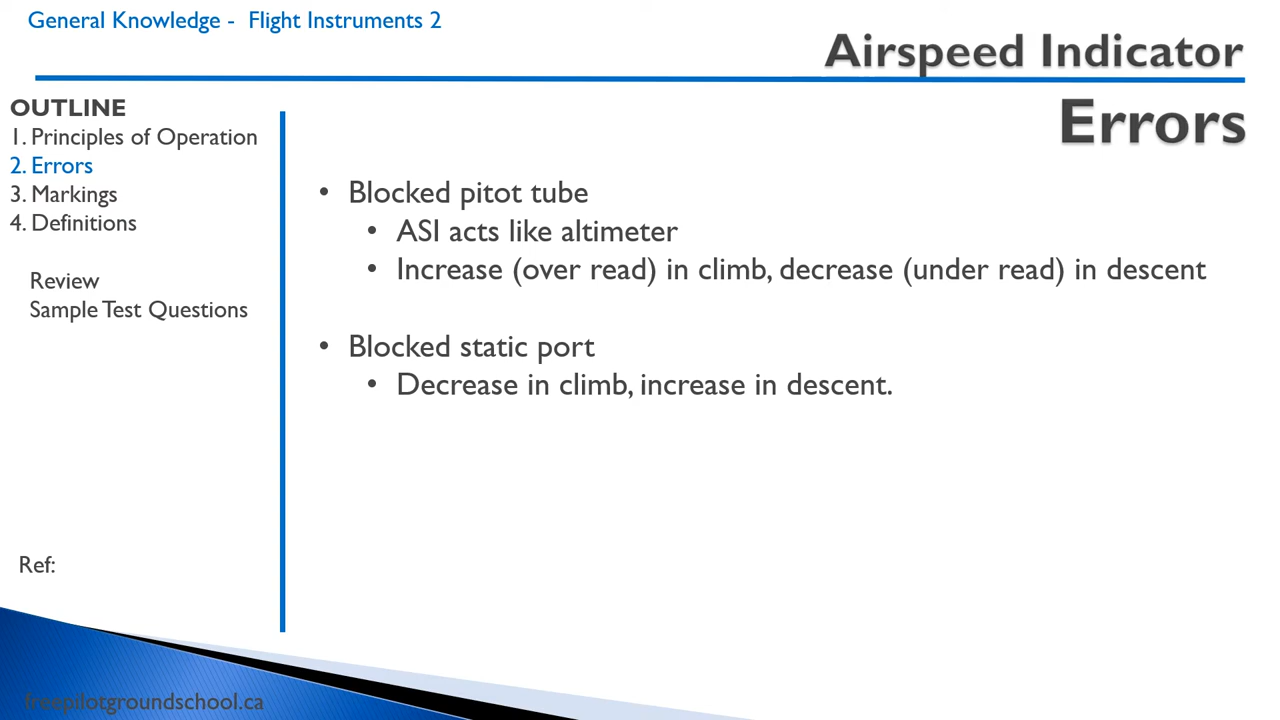 General Knowledge - Flight Instruments 2
Airspeed Indicator
Errors
OUTLINE
1. Principles of Operation
2. Errors
3. Markings
4. Definitions
Review
Sample Test Questions
Ref:
• Blocked pitot tube
• ASI acts like altimeter
• Increase (over read) in climb, decrease (under read) in descent
• Blocked static port
• Decrease in climb, increase in descent.
freepilotgroundschool.ca